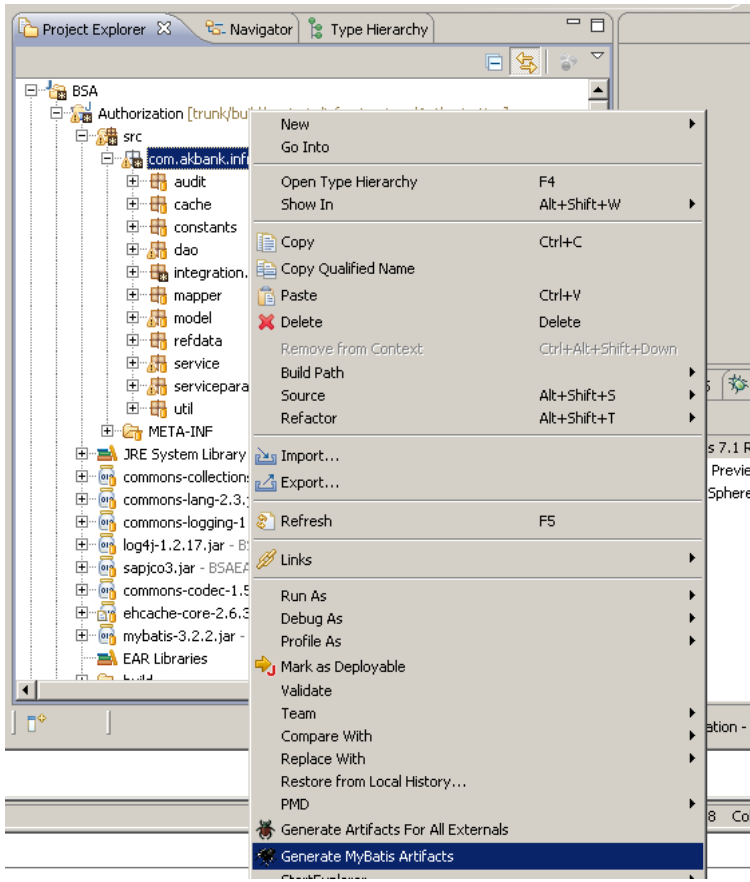 Project Explorer Navigator Type Hierarchy
BSA
Authorization
src
com.akbank.
audit
cache
constants
dao
integration.
mapper
model
refdata
service
servicepara
util
META-INF
JRE System Library
commons-collection
commons-lang-2.3.
commons-logging-1
log4j-1.2.17.jar - B
sapjco3.jar - BSAEA
commons-codec-1.5
ehcache-core-2.6.3
mybatis-3.2.2.jar -
EAR Libraries
New
Go Into
Open Type Hierarchy F4
Show In Alt+Shift+W
Copy Ctrl+C
Copy Qualified Name
Paste Ctrl+V
Delete Delete
Remove from Context Ctrl+Alt+Shift+Down
Build Path
Source Alt+Shift+S
Refactor Alt+Shift+T
Import...
Export...
Refresh F5
Links
Run As
Debug As
Profile As
Mark as Deployable
Validate
Team
Compare With
Replace With
Restore from Local History...
PMD
Generate Artifacts For All Externals
Generate MyBatis Artifacts
StartExplorer
s 7.1 R
Previe
Sphere
ation -
8 Co